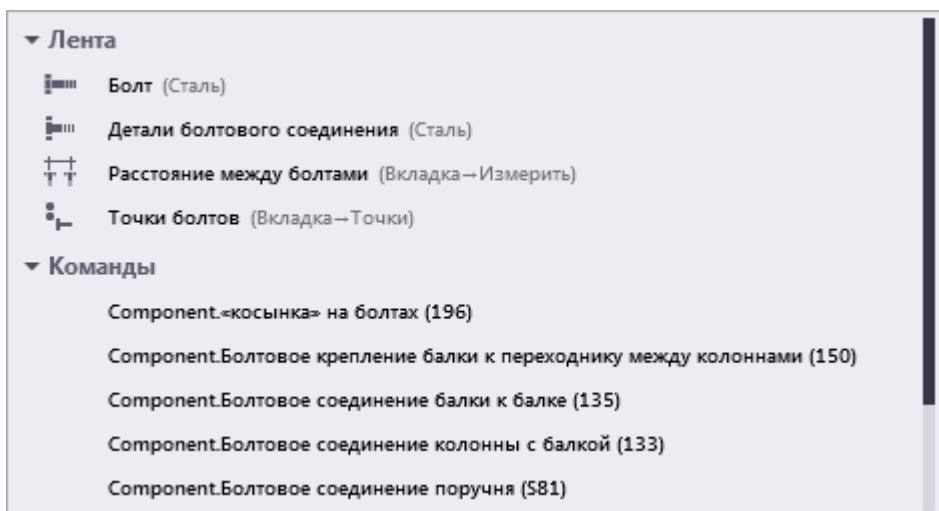 Лента
Болт (Сталь)
Детали болтового соединения (Сталь)
Расстояние между болтами (Вкладка→Измерить)
Точки болтов (Вкладка→Точки)
Команды
Component.«косынка» на болтах (196)
Component.Болтовое крепление балки к переходнику между колоннами (150)
Component.Болтовое соединение балки к балке (135)
Component.Болтовое соединение колонны с балкой (133)
Component.Болтовое соединение поручня (S81)